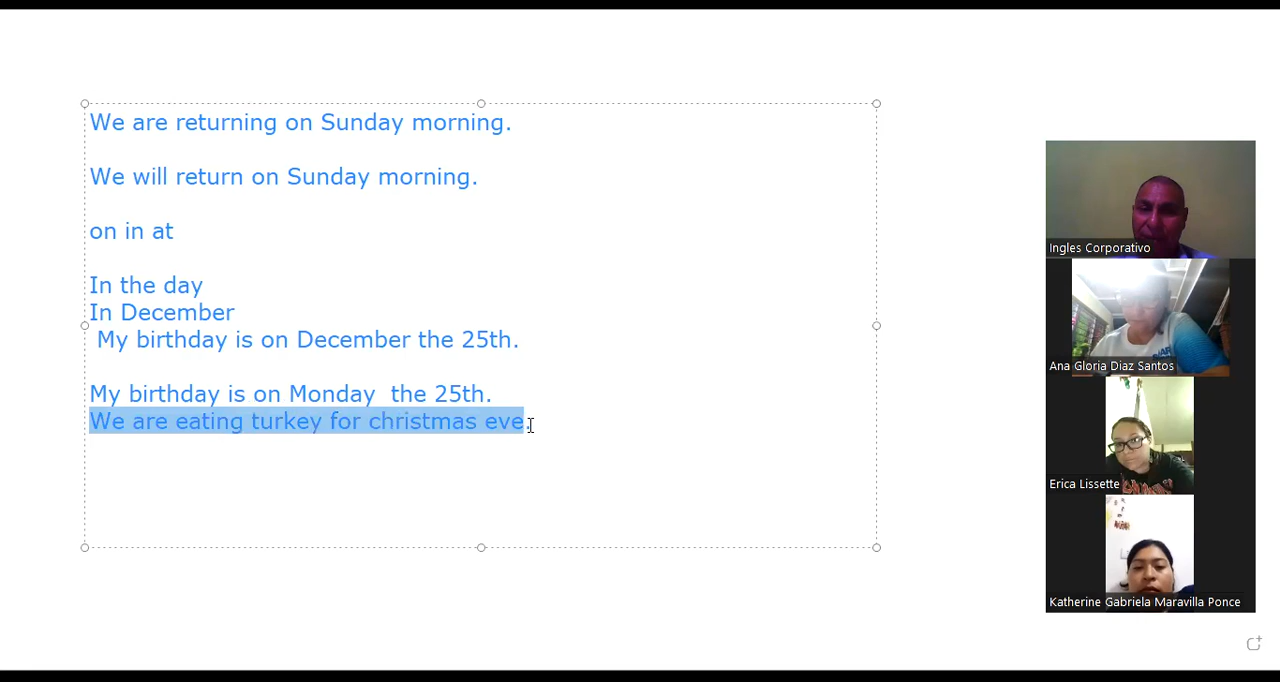 We are returning on Sunday morning.
We will return on Sunday morning.
on in at
In the day
In December
My birthday is on December the 25th.
My birthday is on Monday  the 25th.
We are eating turkey for christmas eve.
Ingles Corporativo
Ana Gloria Diaz Santos
Erica Lissette
Katherine Gabriela Maravilla Ponce